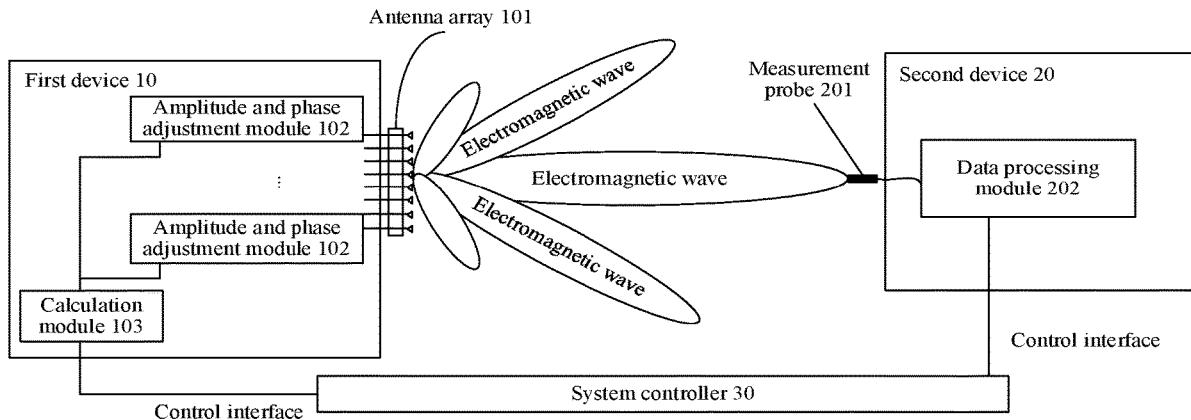 Antenna array 101
First device 10
Amplitude and phase
adjustment module 102
...
Amplitude and phase
adjustment module 102
Calculation
module 103
Electromagnetic wave
Electromagnetic wave
Electromagnetic wave
Measurement
probe 201
Second device 20
Data processing
module 202
Control interface
System controller 30
Control interface